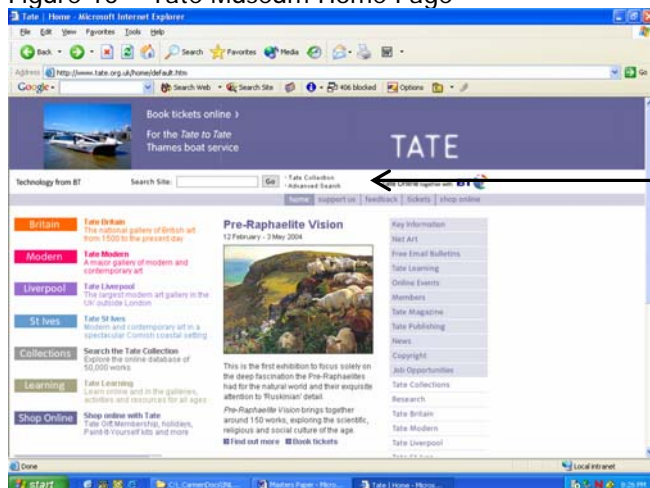 Tate | Home - Microsoft Internet Explorer
File Edit View Favorites Tools Help
Back Search Favorites Media
Address http://www.tate.org.uk/home/default.htm Go
Google Search Web Search Site 406 blocked Options
Book tickets online
For the Tate to Tate
Thames boat service
TATE
Technology from BT Search Site: Go Tate Collection
Advanced Search
Online together with BT
home support us feedback tickets shop online
Britain
Tate Britain
The national gallery of British art
from 1500 to the present day
Modern
Tate Modern
A major gallery of modern and
contemporary art
Liverpool
Tate Liverpool
The largest modern art gallery in the
UK outside London
St Ives
Tate St Ives
Modern and contemporary art in a
spectacular Cornish coastal setting
Collections
Search the Tate Collection
Explore the online database of
50,000 works
Learning
Tate Learning
Learn online and in the galleries,
activities and resources for all ages
Shop Online
Shop online with Tate
Tate Gift Membership, holidays,
Paint It Yourself kits and more
Pre-Raphaelite Vision
12 February - 3 May 2004
This is the first exhibition to focus solely on
the deep fascination the Pre-Raphaelites
had for the natural world and their exquisite
attention to 'Ruskinian' detail.
Pre-Raphaelite Vision brings together
around 150 works, exploring the scientific,
religious and social culture of the age.
Find out more Book tickets
Key Information
Net Art
Free Email Bulletins
Tate Learning
Online Events
Members
Tate Magazine
Tate Publishing
News
Copyright
Job Opportunities
Tate Collections
Research
Tate Britain
Tate Modern
Tate Liverpool
Done Local intranet
start Masters Paper - Micro... Tate | Home - Micros... 8:25 PM